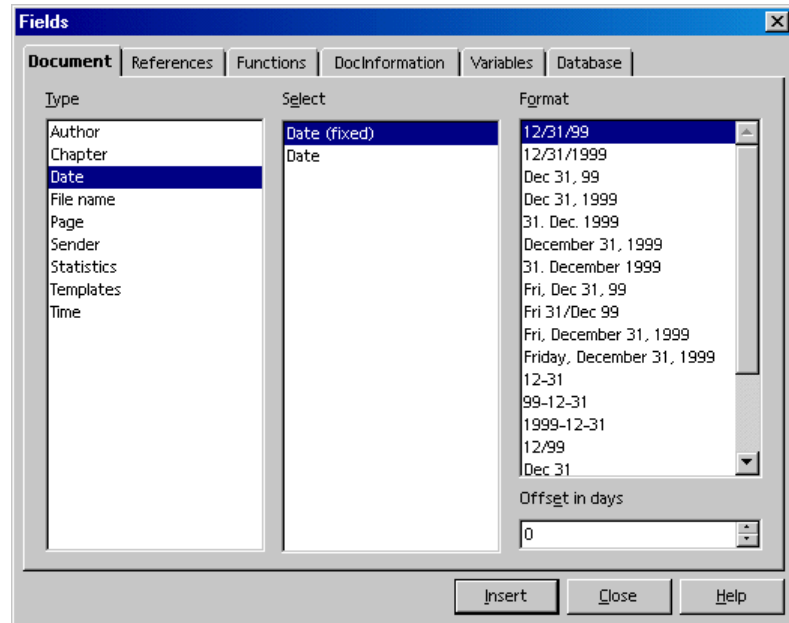 Fields
Document References Functions DocInformation Variables Database
Type
Author
Chapter
Date
File name
Page
Sender
Statistics
Templates
Time
Select
Date (fixed)
Date
Format
12/31/99
12/31/1999
Dec 31, 99
Dec 31, 1999
31. Dec. 1999
December 31, 1999
31. December 1999
Fri, Dec 31, 99
Fri 31/Dec 99
Fri, December 31, 1999
Friday, December 31, 1999
12-31
99-12-31
1999-12-31
12/99
Dec 31
Offset in days
0
Insert Close Help